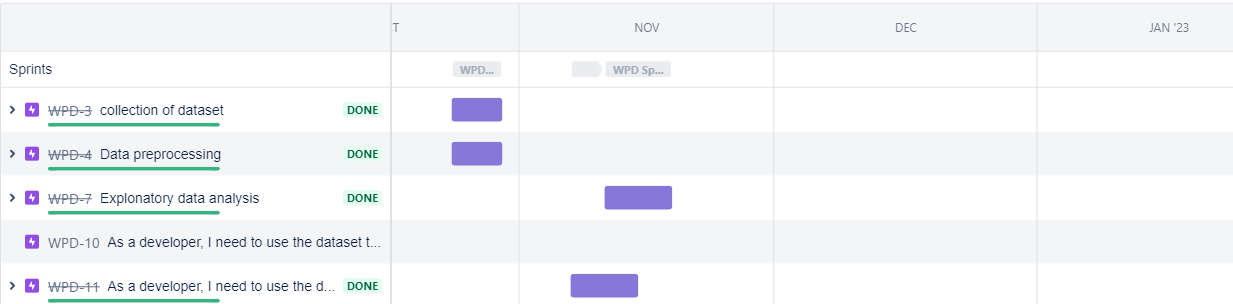 T NOV DEC JAN '23
Sprints WPD... WPD Sp...
WPD-3 collection of dataset DONE
WPD-4 Data preprocessing DONE
WPD-7 Explonatory data analysis DONE
WPD-10 As a developer, I need to use the dataset t...
WPD-11 As a developer, I need to use the d... DONE